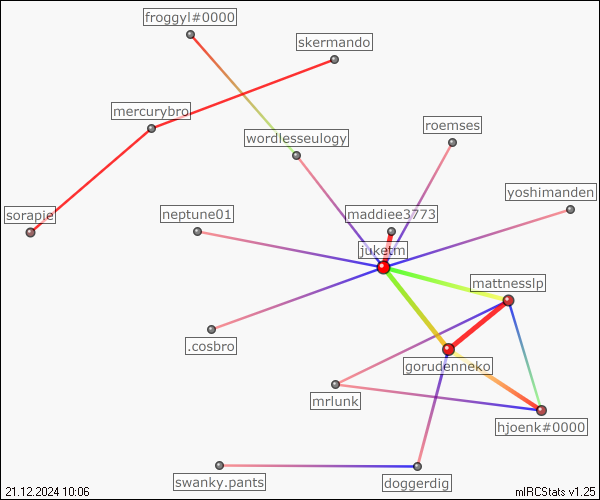 froggyl#0000
skermando
mercurybro
wordlesseulogy
roemses
yoshimanden
sorapje
neptune01
maddiee3773
juketm
mattnesslp
.cosbro
gorudenneko
mrlunk
hjoenk#0000
swanky.pants
doggerdig
21.12.2024 10:06
mIRCStats v1.25